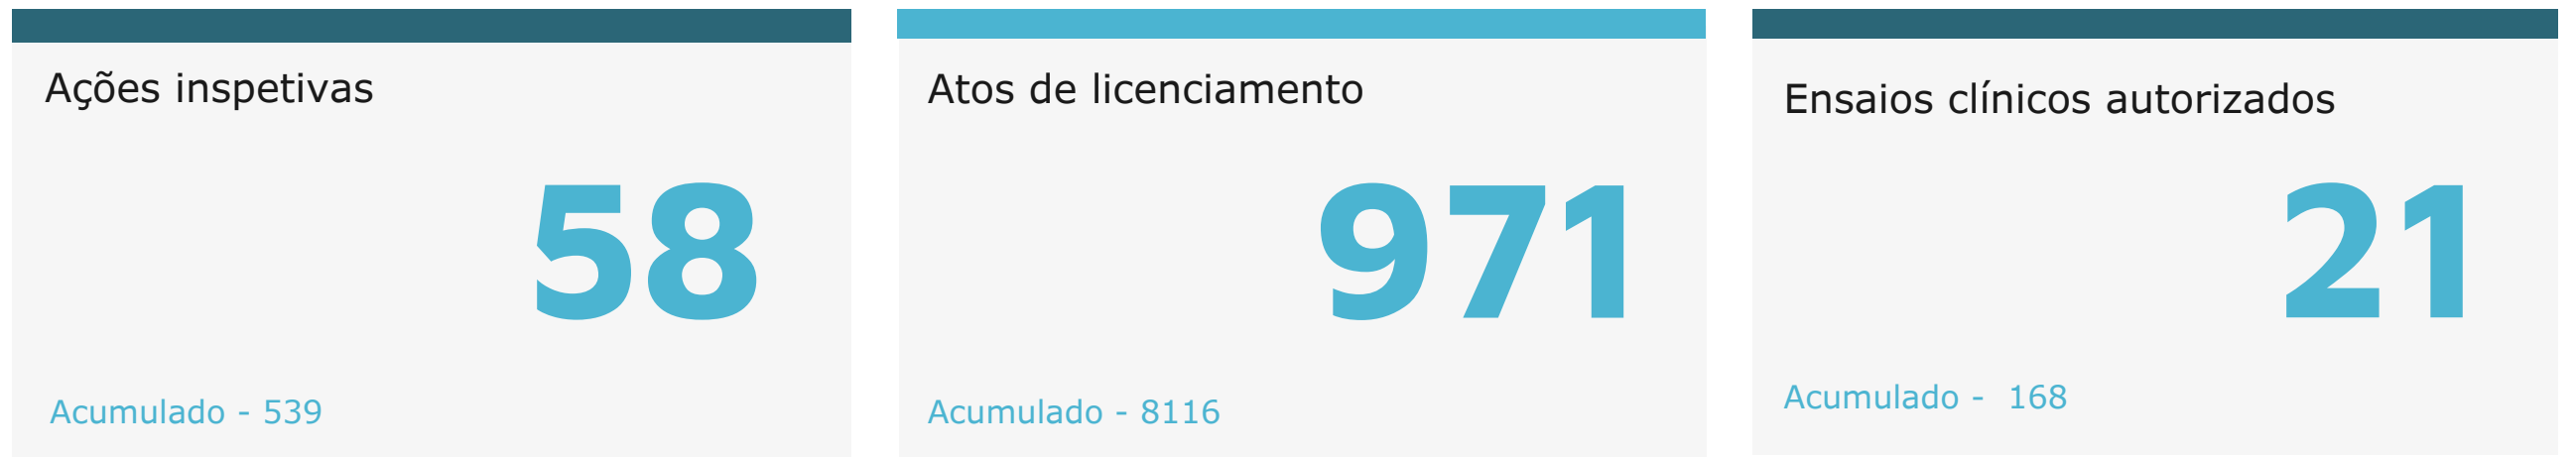 Ações inspetivas
58
Acumulado - 539
Atos de licenciamento
971
Acumulado - 8116
Ensaios clínicos autorizados
21
Acumulado - 168